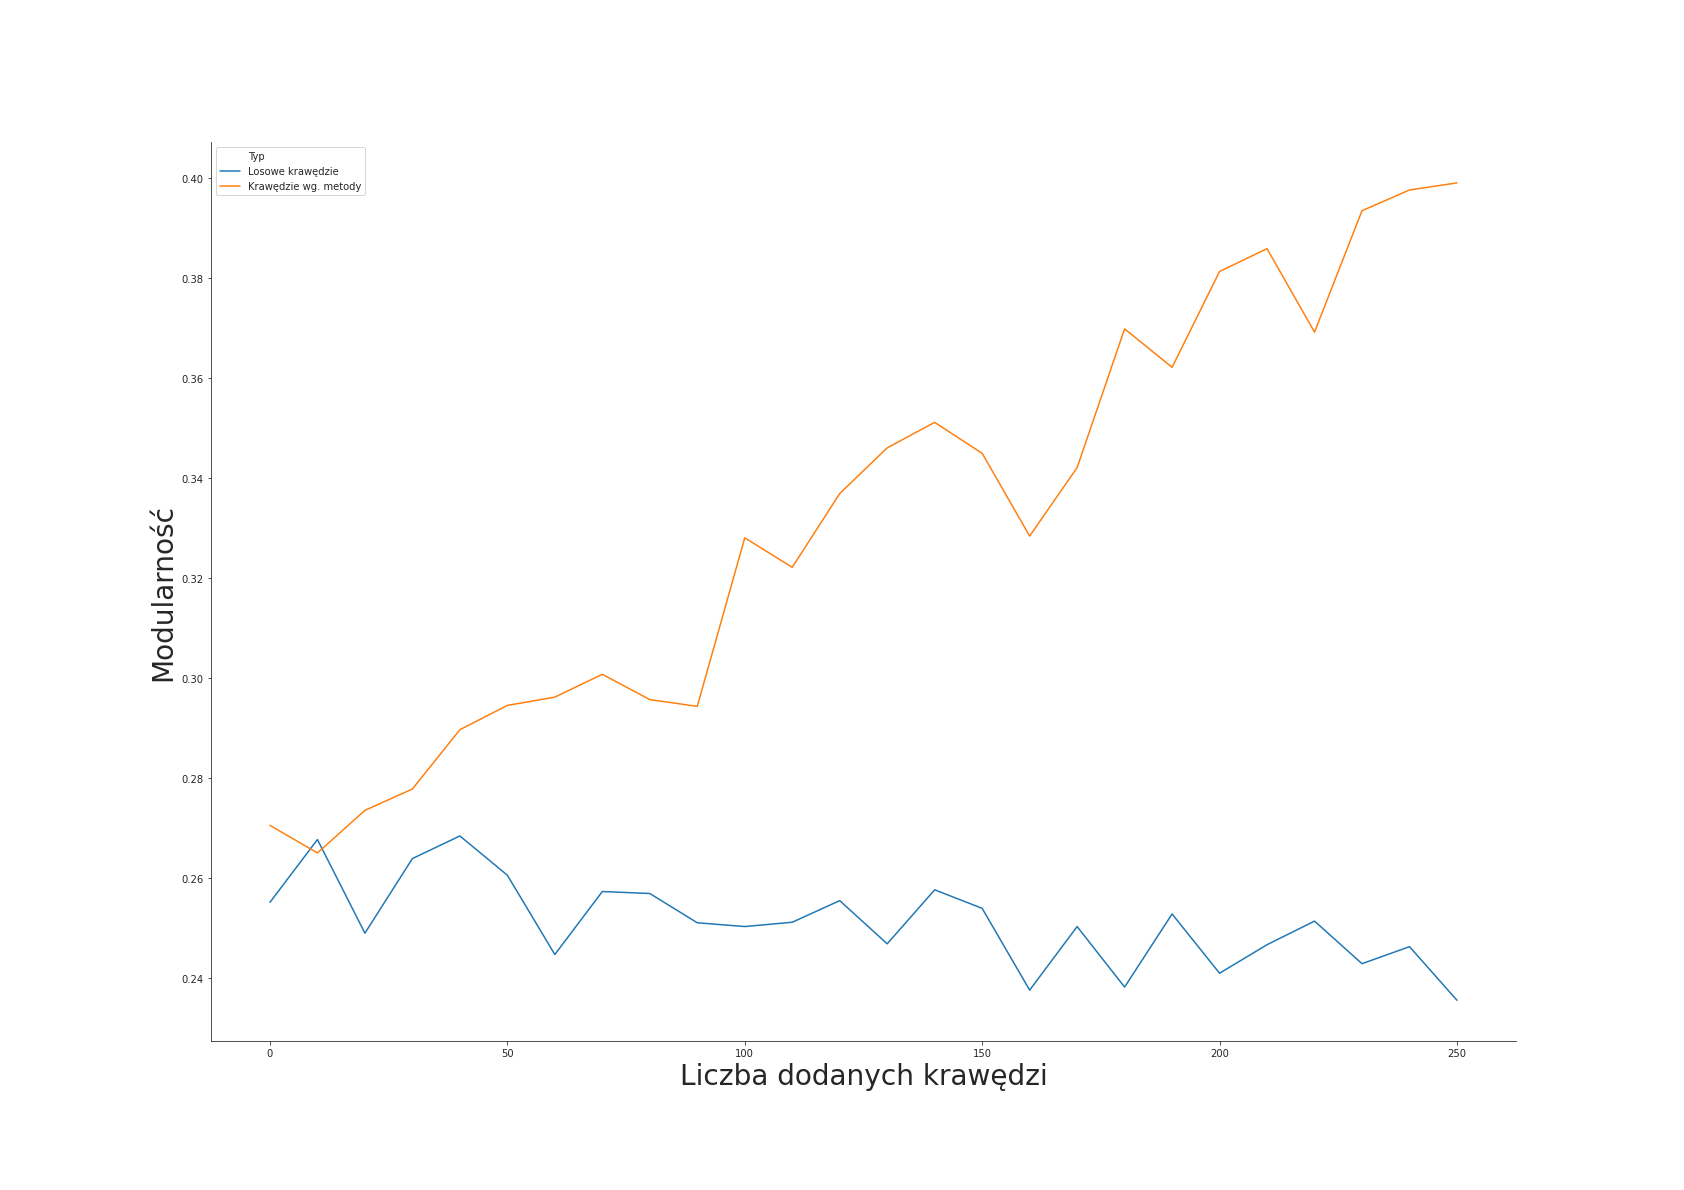 Typ
Losowe krawędzie
Krawędzie wg. metody
0.40
0.38
0.36
0.34
0.32
0.30
0.28
0.26
0.24
Modularność
0 50 100 150 200 250
Liczba dodanych krawędzi